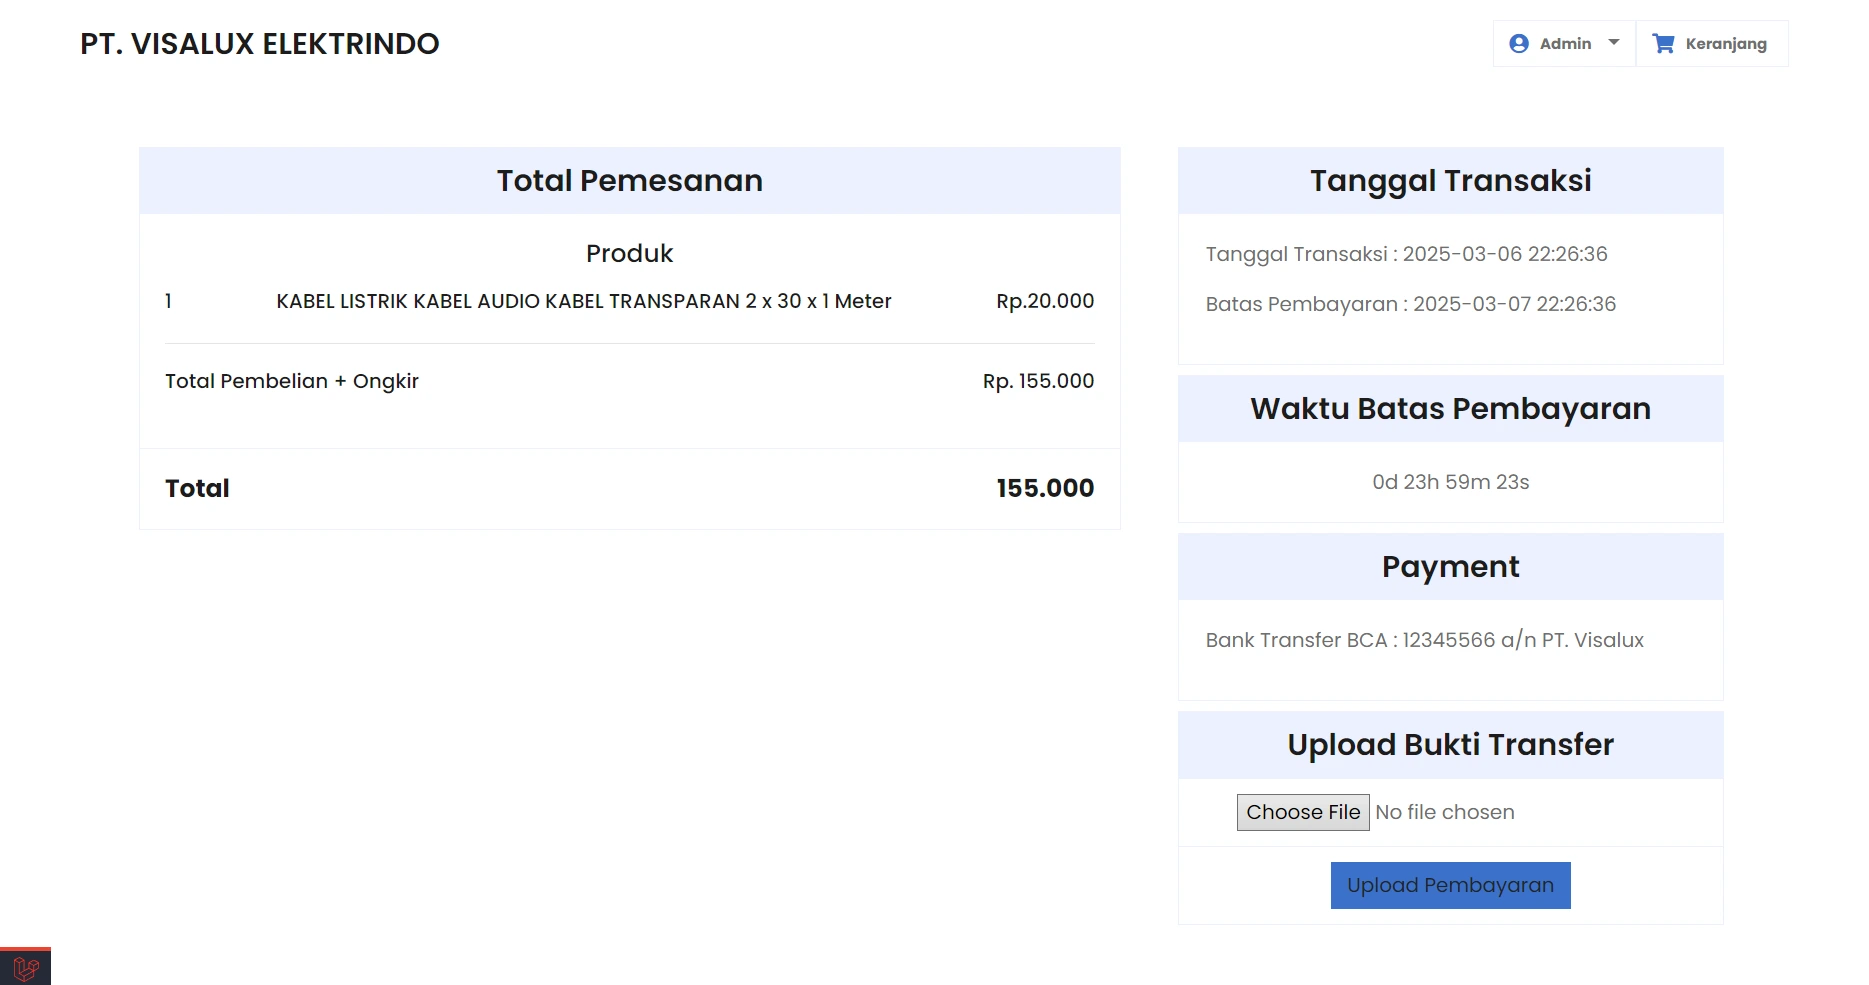 PT. VISALUX ELEKTRINDO
Admin
Keranjang
Total Pemesanan
Produk
1 KABEL LISTRIK KABEL AUDIO KABEL TRANSPARAN 2 x 30 x 1 Meter Rp.20.000
Total Pembelian + Ongkir Rp. 155.000
Total 155.000
Tanggal Transaksi
Tanggal Transaksi : 2025-03-06 22:26:36
Batas Pembayaran : 2025-03-07 22:26:36
Waktu Batas Pembayaran
0d 23h 59m 23s
Payment
Bank Transfer BCA : 12345566 a/n PT. Visalux
Upload Bukti Transfer
Choose File No file chosen
Upload Pembayaran